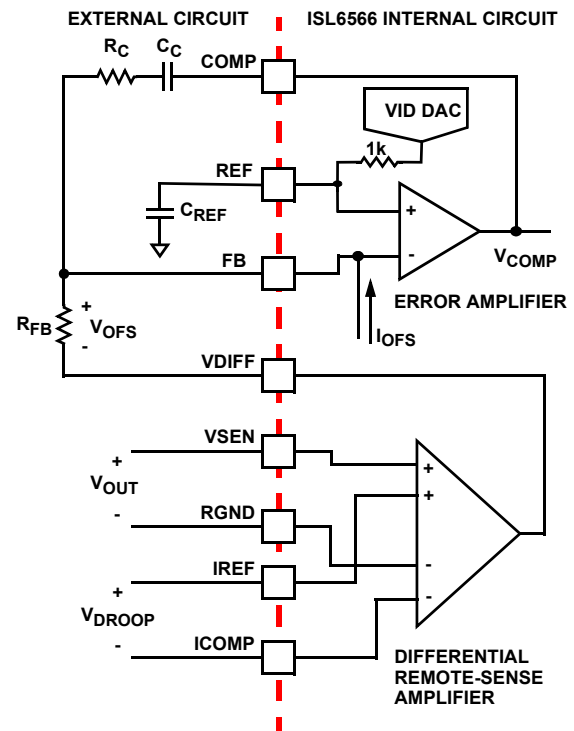 EXTERNAL CIRCUIT
ISL6566 INTERNAL CIRCUIT
RC
CC
COMP
VID DAC
1k
REF
CREF
+
-
VCOMP
FB
ERROR AMPLIFIER
IOFS
RFB
+
VOFS
-
VDIFF
VSEN
+
VOUT
-
+
+
RGND
IREF
-
-
+
VDROOP
-
ICOMP
DIFFERENTIAL
REMOTE-SENSE
AMPLIFIER